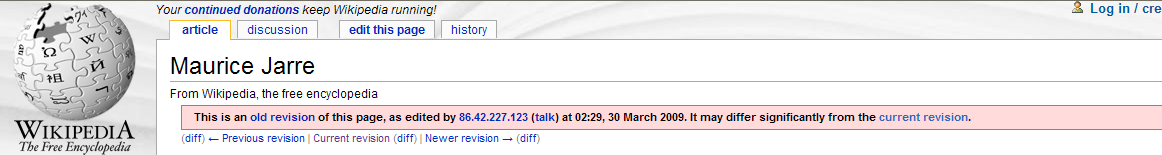 Your continued donations keep Wikipedia running!
Log in / cre
article discussion edit this page history
Maurice Jarre
From Wikipedia, the free encyclopedia
This is an old revision of this page, as edited by 86.42.227.123 (talk) at 02:29, 30 March 2009. It may differ significantly from the current revision.
(diff) ← Previous revision | Current revision (diff) | Newer revision → (diff)
WIKIPEDIA
The Free Encyclopedia